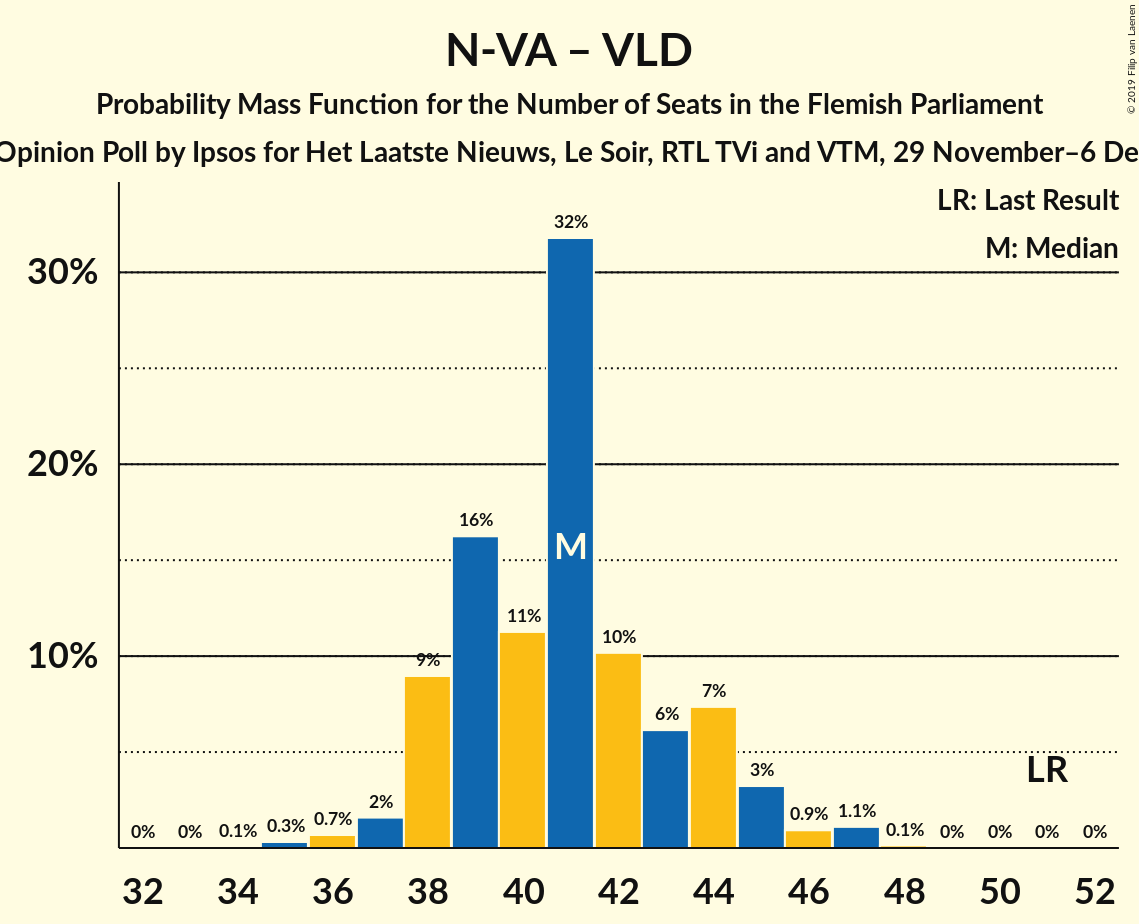 N-VA – VLD
Probability Mass Function for the Number of Seats in the Flemish Parliament
Opinion Poll by Ipsos for Het Laatste Nieuws, Le Soir, RTL TVi and VTM, 29 November–6 De
© 2019 Filip van Laenen
LR: Last Result
M: Median
30%
20%
10%
0% 0% 0.1% 0.3% 0.7% 2% 9% 16% 11% 32% 10% 6% 7% 3% 0.9% 1.1% 0.1% 0% 0% 0% 0%
M
LR
32 34 36 38 40 42 44 46 48 50 52